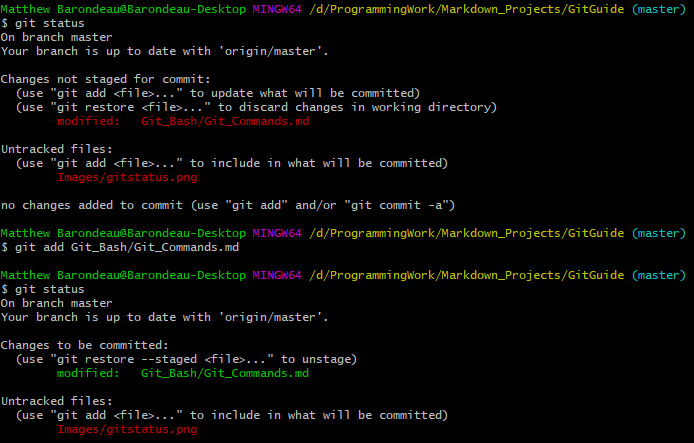 Matthew Barondeau@Barondeau-Desktop MINGW64 /d/ProgrammingWork/Markdown_Projects/GitGuide (master)
$ git status
On branch master
Your branch is up to date with 'origin/master'.

Changes not staged for commit:
  (use "git add <file>..." to update what will be committed)
  (use "git restore <file>..." to discard changes in working directory)
        modified:   Git_Bash/Git_Commands.md

Untracked files:
  (use "git add <file>..." to include in what will be committed)
        Images/gitstatus.png

no changes added to commit (use "git add" and/or "git commit -a")

Matthew Barondeau@Barondeau-Desktop MINGW64 /d/ProgrammingWork/Markdown_Projects/GitGuide (master)
$ git add Git_Bash/Git_Commands.md

Matthew Barondeau@Barondeau-Desktop MINGW64 /d/ProgrammingWork/Markdown_Projects/GitGuide (master)
$ git status
On branch master
Your branch is up to date with 'origin/master'.

Changes to be committed:
  (use "git restore --staged <file>..." to unstage)
        modified:   Git_Bash/Git_Commands.md

Untracked files:
  (use "git add <file>..." to include in what will be committed)
        Images/gitstatus.png